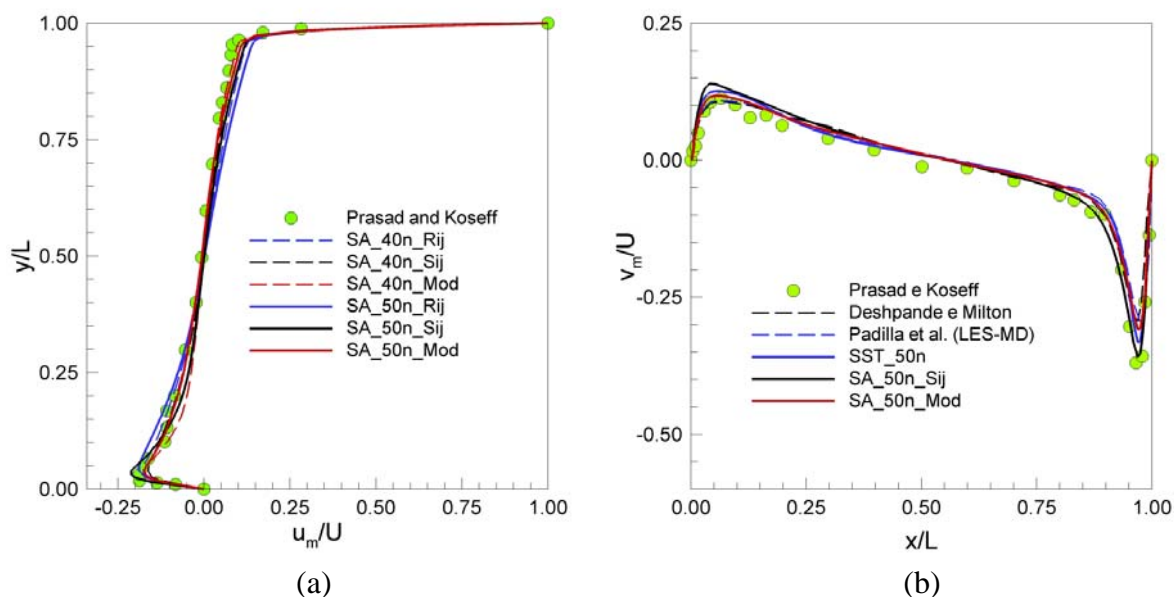 1.00
0.75
0.50
0.25
0.00
y/L
-0.25
0.00
0.25
0.50
0.75
1.00
u_m/U
Prasad and Koseff
SA_40n_Rij
SA_40n_Sij
SA_40n_Mod
SA_50n_Rij
SA_50n_Sij
SA_50n_Mod
(a)
0.25
0.00
-0.25
-0.50
v_m/U
0.00
0.25
0.50
0.75
1.00
x/L
Prasad e Koseff
Deshpande e Milton
Padilla et al. (LES-MD)
SST_50n
SA_50n_Sij
SA_50n_Mod
(b)